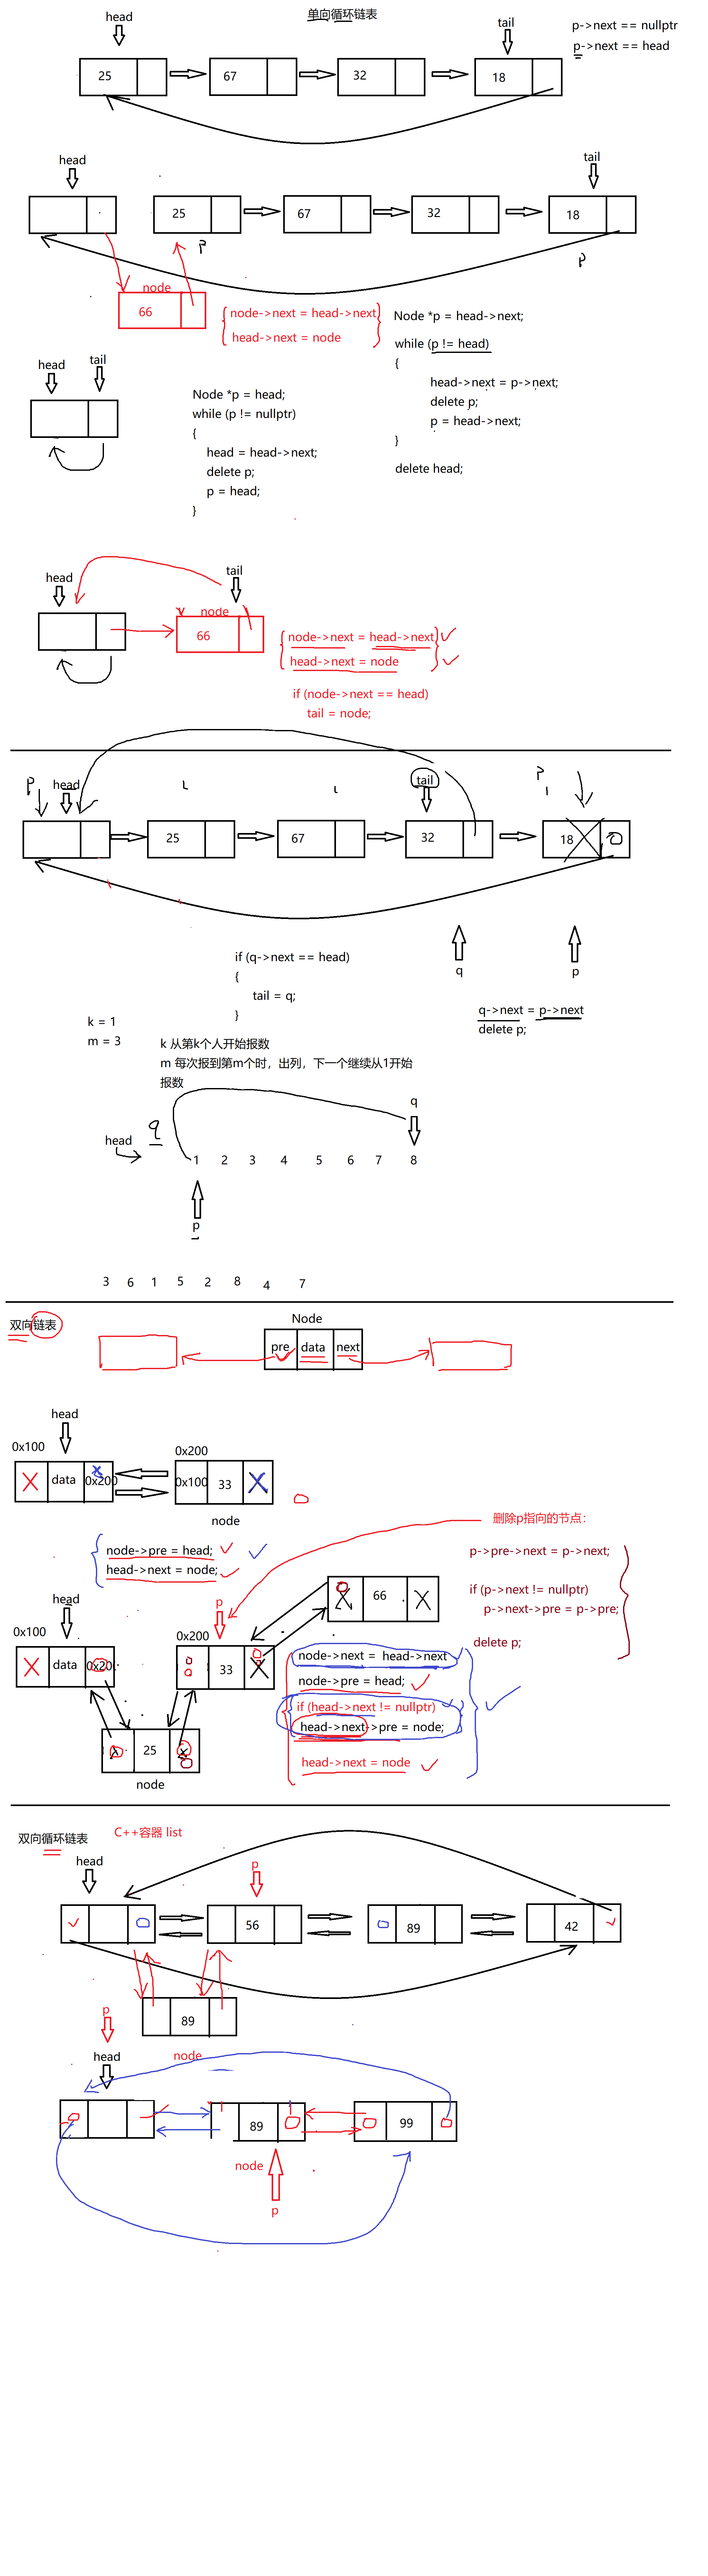 单向循环链表
head
tail
p->next == nullptr
p->next == head
25
67
32
18
head
tail
25
67
32
18
p
p
node
66
node->next = head->next
head->next = node
Node *p = head->next;
while (p != head)
{
head->next = p->next;
delete p;
p = head->next;
}
delete head;
head
tail
Node *p = head;
while (p != nullptr)
{
head = head->next;
delete p;
p = head;
}
head
tail
node
66
node->next = head->next
head->next = node
if (node->next == head)
tail = node;
p
head
tail
p
25
67
32
18
q
p
if (q->next == head)
{
tail = q;
}
q->next = p->next
delete p;
k = 1
m = 3
k 从第k个人开始报数
m 每次报到第m个时，出列，下一个继续从1开始
报数
q
q
head
1 2 3 4 5 6 7 8
p
3 6 1 5 2 8 4 7
双向链表
Node
pre data next
head
0x100
0x200
data
0x200
0x100
33
node
删除p指向的节点：
node->pre = head;
head->next = node;
p->pre->next = p->next;
if (p->next != nullptr)
p->next->pre = p->pre;
delete p;
head
p
66
0x100
0x200
data
0x20
33
node->next = head->next
node->pre = head;
if (head->next != nullptr)
head->next->pre = node;
head->next = node
25
node
双向循环链表
C++容器 list
head
p
56
89
42
89
node
p
head
89
99
node
p